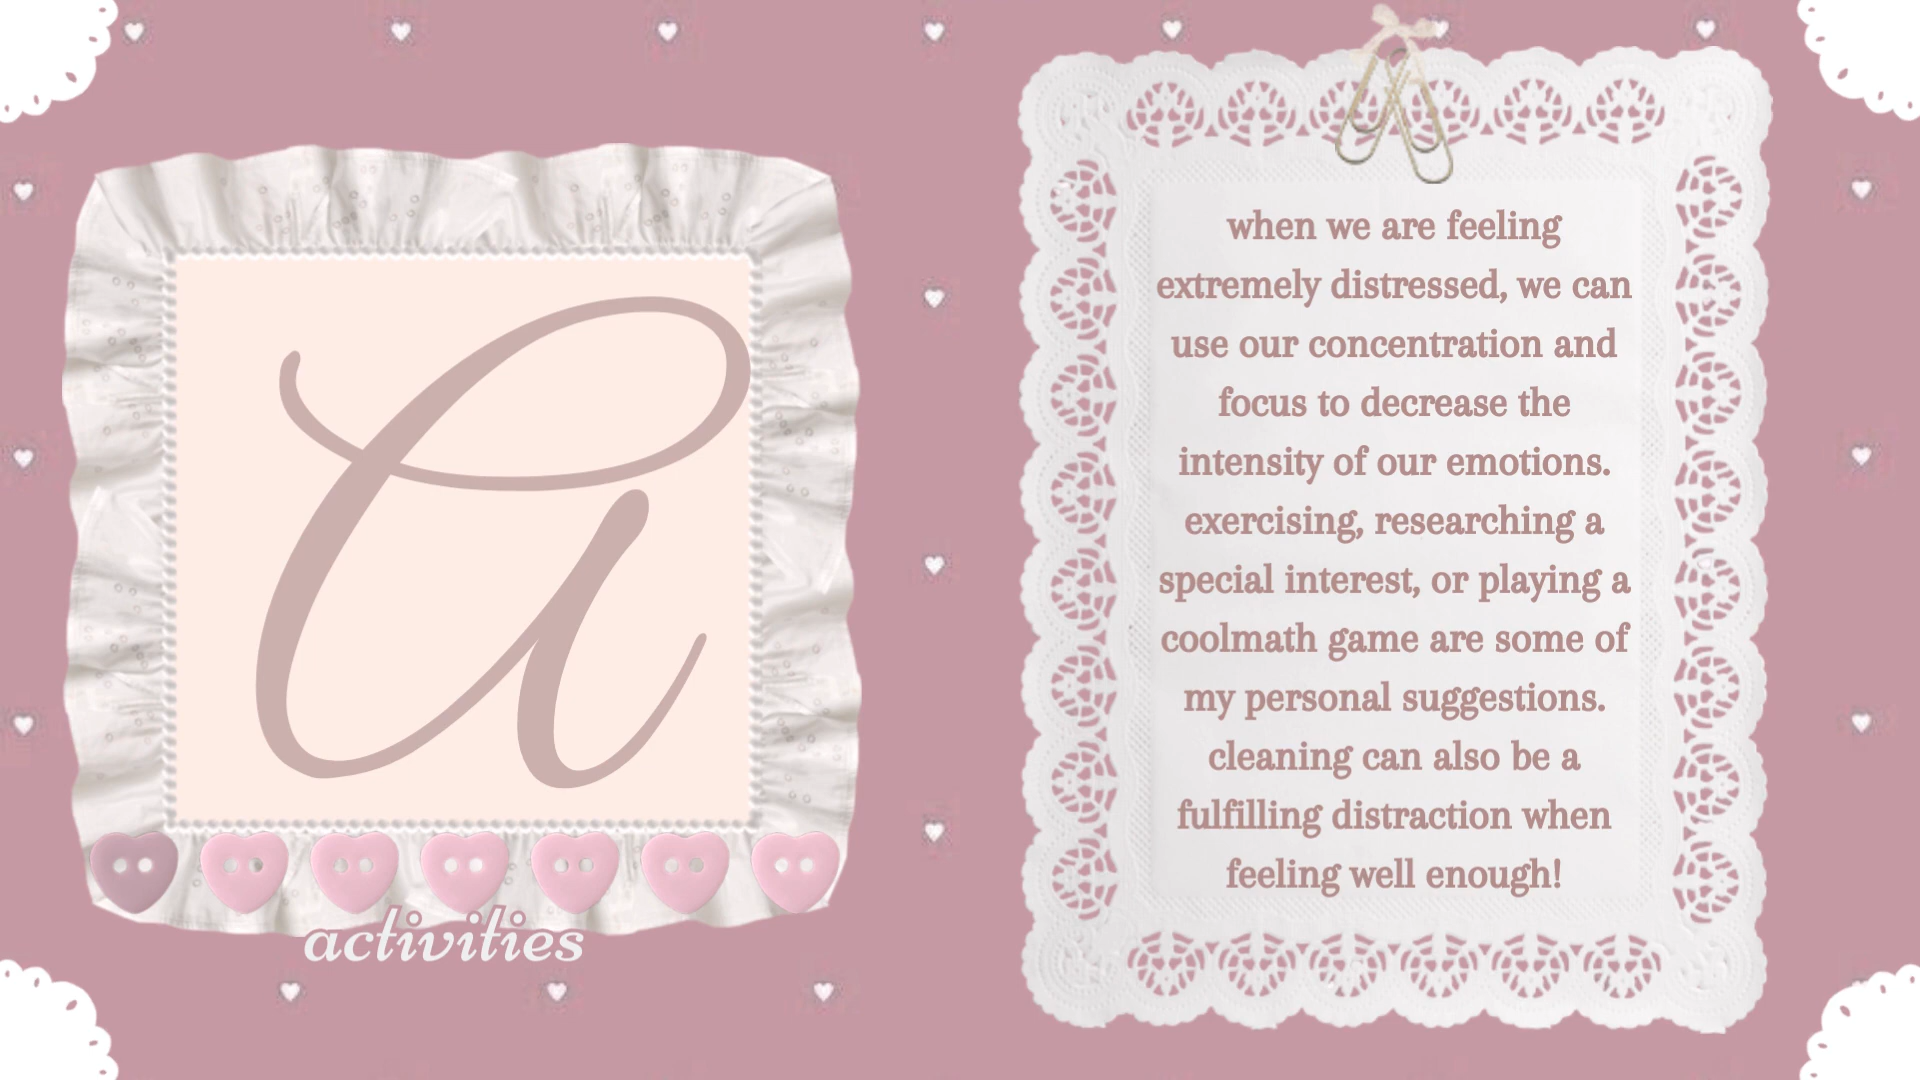 a
activities
when we are feeling
extremely distressed, we can
use our concentration and
focus to decrease the
intensity of our emotions.
exercising, researching a
special interest, or playing a
coolmath game are some of
my personal suggestions.
cleaning can also be a
fulfilling distraction when
feeling well enough!